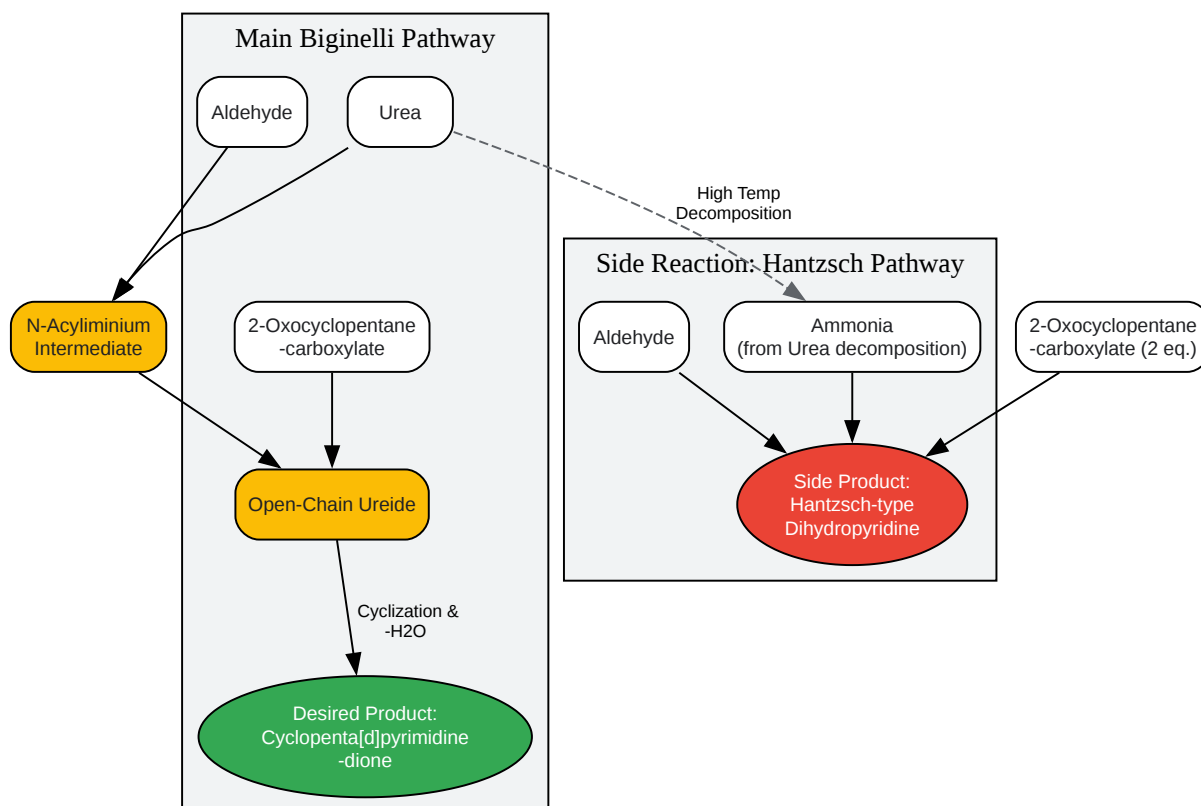 Main Biginelli Pathway
Aldehyde
Urea
High Temp
Decomposition
Side Reaction: Hantzsch Pathway
N-Acyliminium
Intermediate
2-Oxocyclopentane
-carboxylate
Aldehyde
Ammonia
(from Urea decomposition)
2-Oxocyclopentane
-carboxylate (2 eq.)
Open-Chain Ureide
Side Product:
Hantzsch-type
Dihydropyridine
Cyclization &
-H2O
Desired Product:
Cyclopenta[d]pyrimidine
-dione